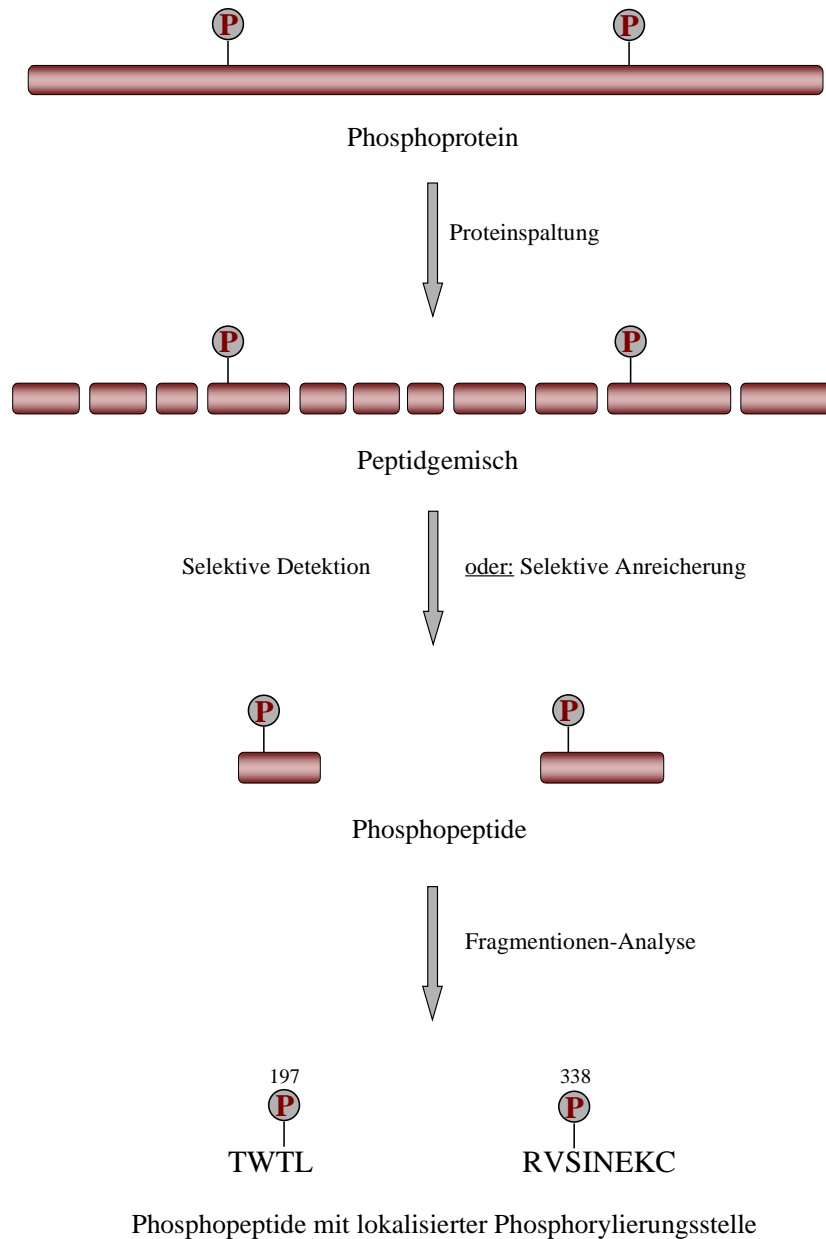 P P
Phosphoprotein
Proteinspaltung
P P
Peptidgemisch
Selektive Detektion oder: Selektive Anreicherung
P P
Phosphopeptide
Fragmentionen-Analyse
197 338
P P
TWTL RVSINEKC
Phosphopeptide mit lokalisierter Phosphorylierungsstelle